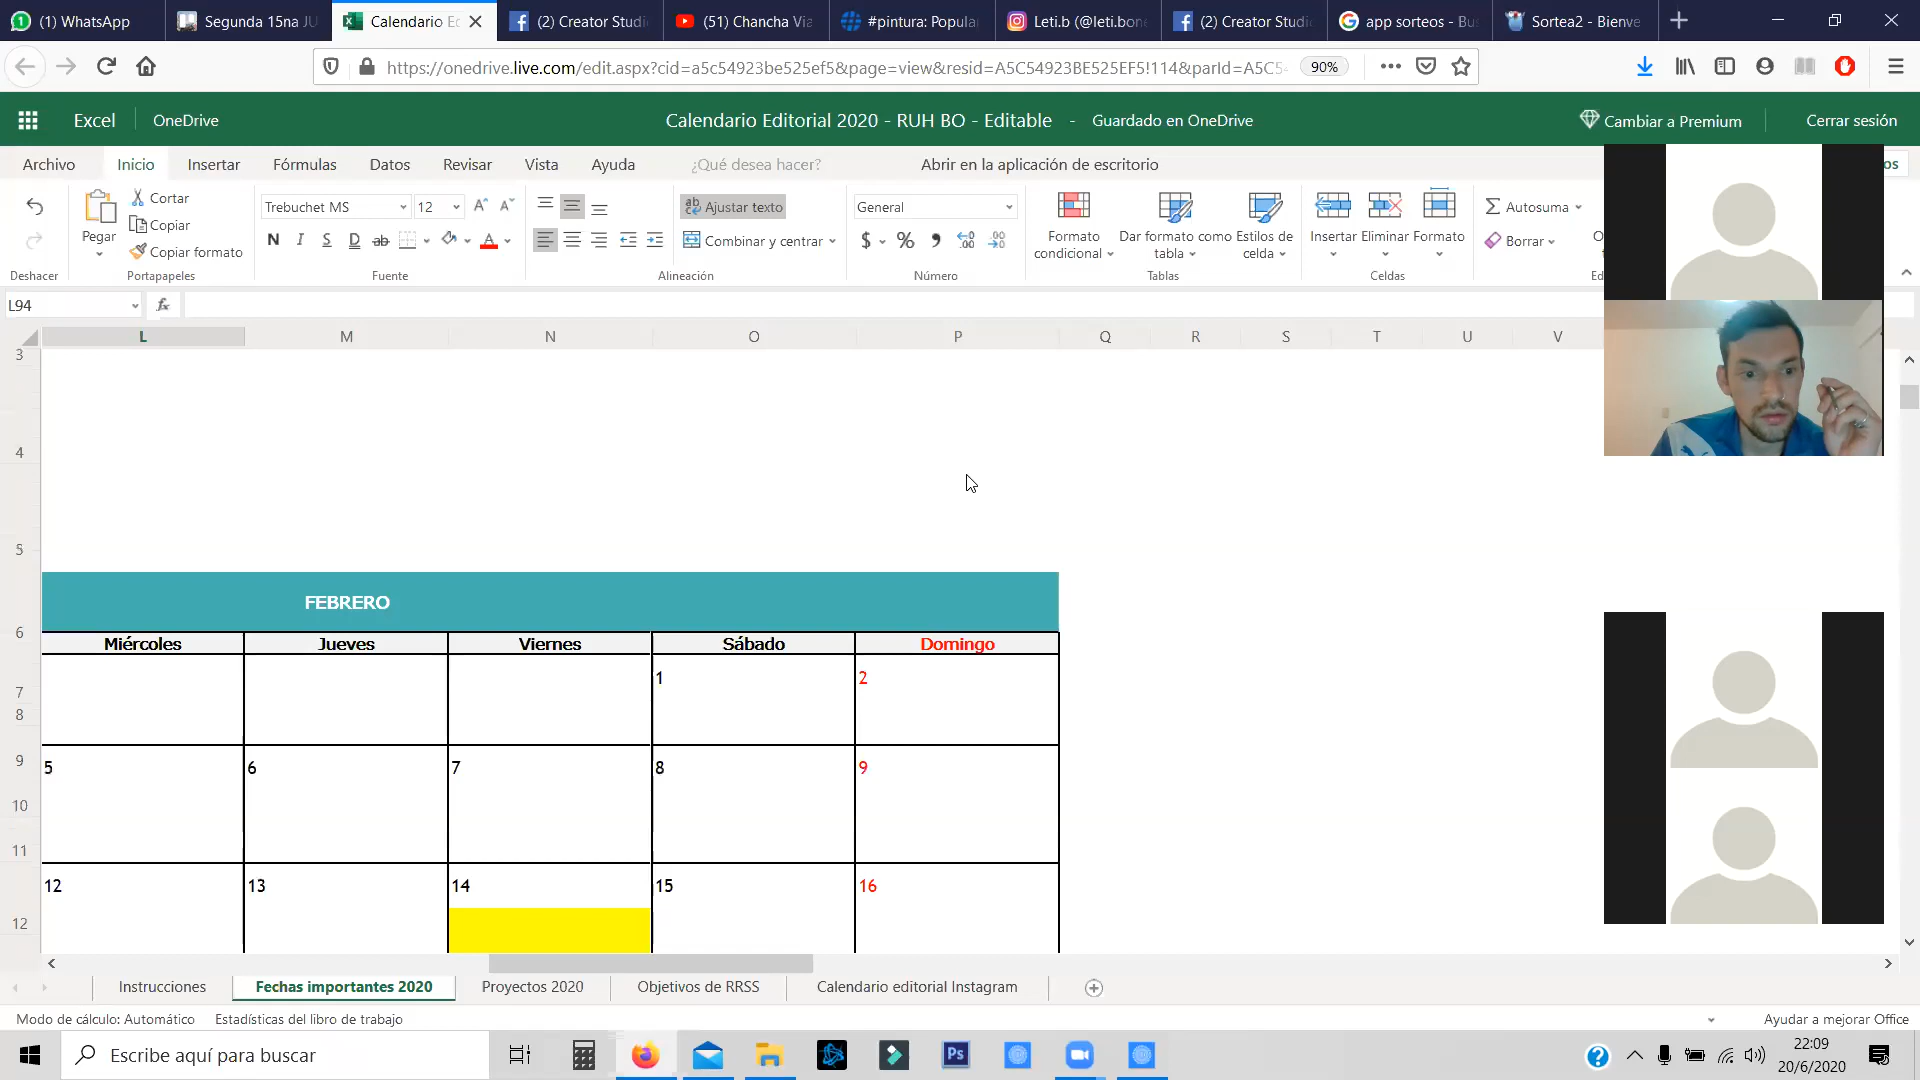 (1) WhatsApp
Segunda 15na JU
Calendario Ec
(2) Creator Studi
(51) Chancha Via
#pintura: Popula
Leti.b (@leti.bon
(2) Creator Studi
app sorteos - Bu
Sortea2 - Bienve
https://onedrive.live.com/edit.aspx?cid=a5c54923be525ef5&page=view&resid=A5C54923BE525EF5!114&parId=A5C5
90%
Excel
OneDrive
Calendario Editorial 2020 - RUH BO - Editable - Guardado en OneDrive
Cambiar a Premium
Cerrar sesión
Archivo
Inicio
Insertar
Fórmulas
Datos
Revisar
Vista
Ayuda
¿Qué desea hacer?
Abrir en la aplicación de escritorio
os
Pegar
Cortar
Copiar
Copiar formato
Trebuchet MS
12
N I S D ab A
Ajustar texto
Combinar y centrar
General
$ % ,
Formato condicional
Dar formato como tabla
Estilos de celda
Insertar
Eliminar
Formato
Autosuma
Borrar
Deshacer
Portapapeles
Fuente
Alineación
Número
Tablas
Celdas
Ed
L94
fx
L M N O P Q R S T U V
3
4
5
FEBRERO
6
Miércoles Jueves Viernes Sábado Domingo
1 2
7
8
9
5 6 7 8 9
10
11
12 13 14 15 16
12
Instrucciones
Fechas importantes 2020
Proyectos 2020
Objetivos de RRSS
Calendario editorial Instagram
Modo de cálculo: Automático
Estadísticas del libro de trabajo
Ayudar a mejorar Office
Escribe aquí para buscar
Ps
22:09
20/6/2020